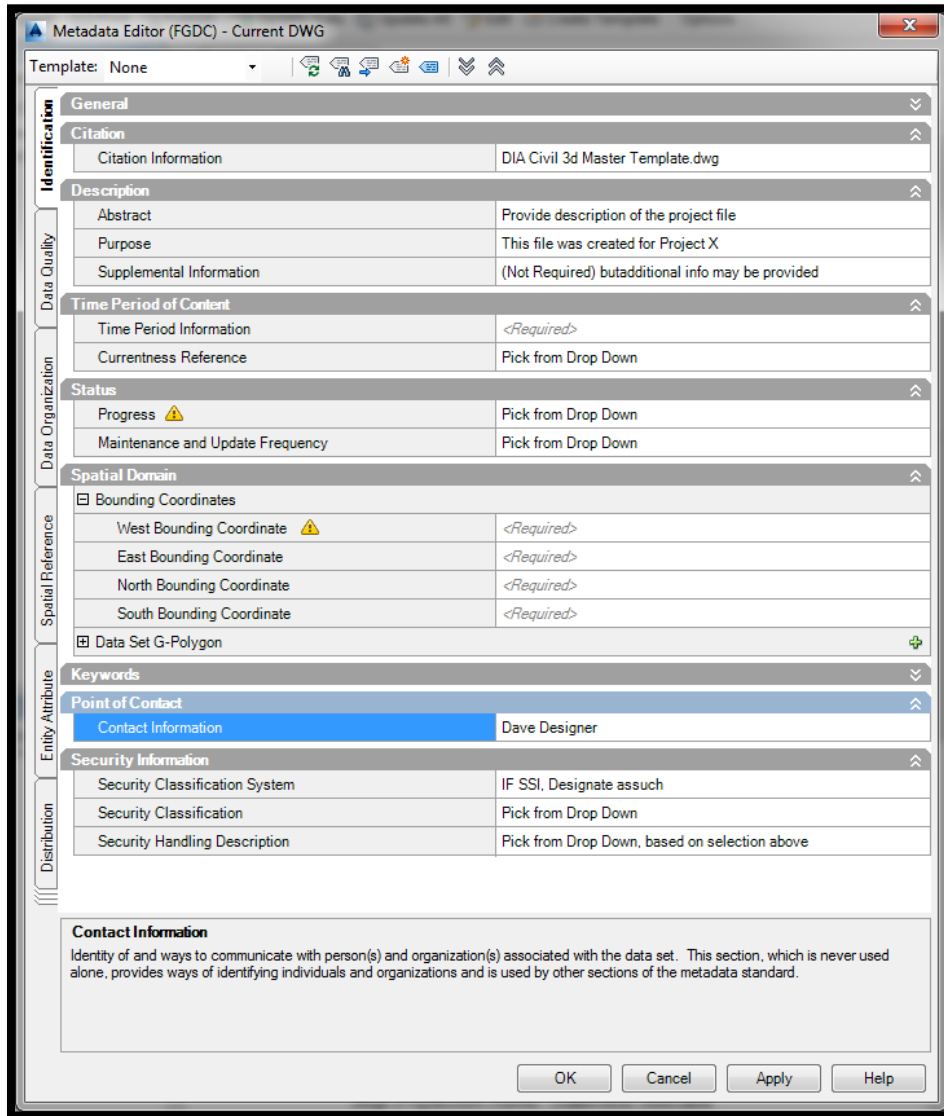 Metadata Editor (FGDC) - Current DWG
Template: None
Identification
Data Quality
Data Organization
Spatial Reference
Entity Attribute
Distribution
General
Citation
Citation Information DIA Civil 3d Master Template.dwg
Description
Abstract Provide description of the project file
Purpose This file was created for Project X
Supplemental Information (Not Required) butadditional info may be provided
Time Period of Content
Time Period Information <Required>
Currentness Reference Pick from Drop Down
Status
Progress Pick from Drop Down
Maintenance and Update Frequency Pick from Drop Down
Spatial Domain
Bounding Coordinates
West Bounding Coordinate <Required>
East Bounding Coordinate <Required>
North Bounding Coordinate <Required>
South Bounding Coordinate <Required>
Data Set G-Polygon
Keywords
Point of Contact
Contact Information Dave Designer
Security Information
Security Classification System IF SSI, Designate assuch
Security Classification Pick from Drop Down
Security Handling Description Pick from Drop Down, based on selection above
Contact Information
Identity of and ways to communicate with person(s) and organization(s) associated with the data set. This section, which is never used
alone, provides ways of identifying individuals and organizations and is used by other sections of the metadata standard.
OK Cancel Apply Help